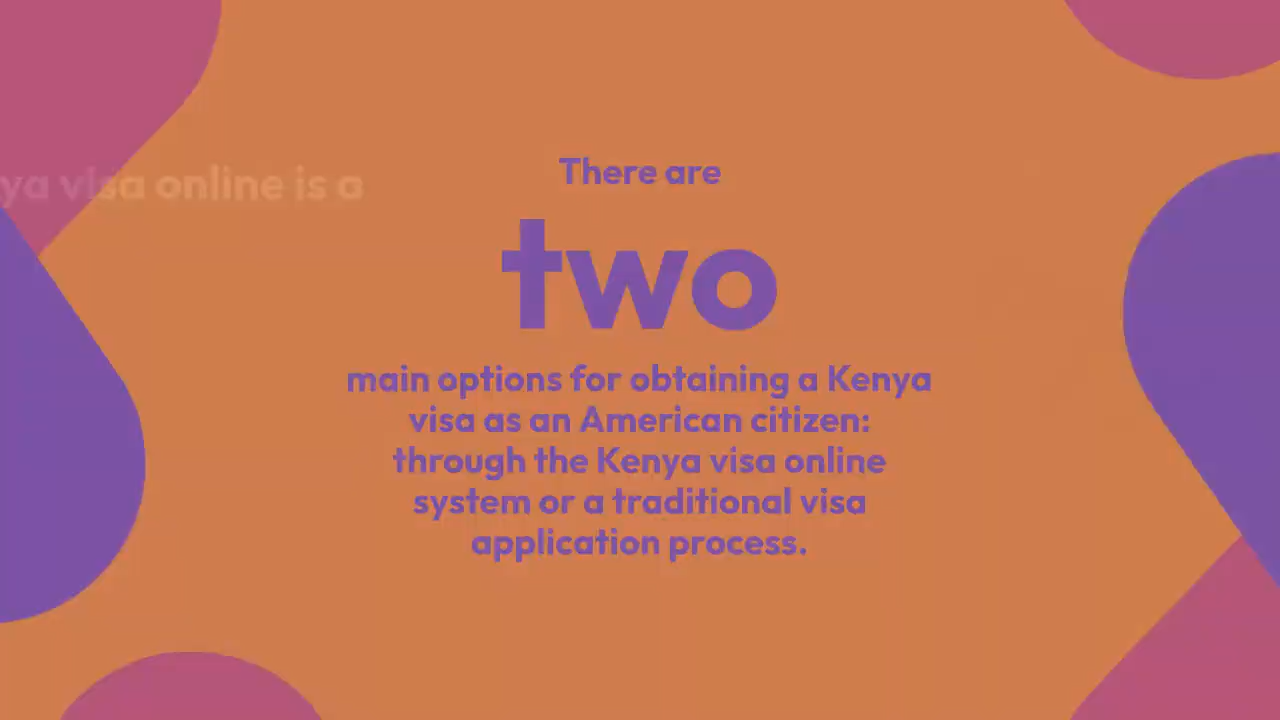 There are
ya visa online is a
two
main options for obtaining a Kenya
visa as an American citizen:
through the Kenya visa online
system or a traditional visa
application process.